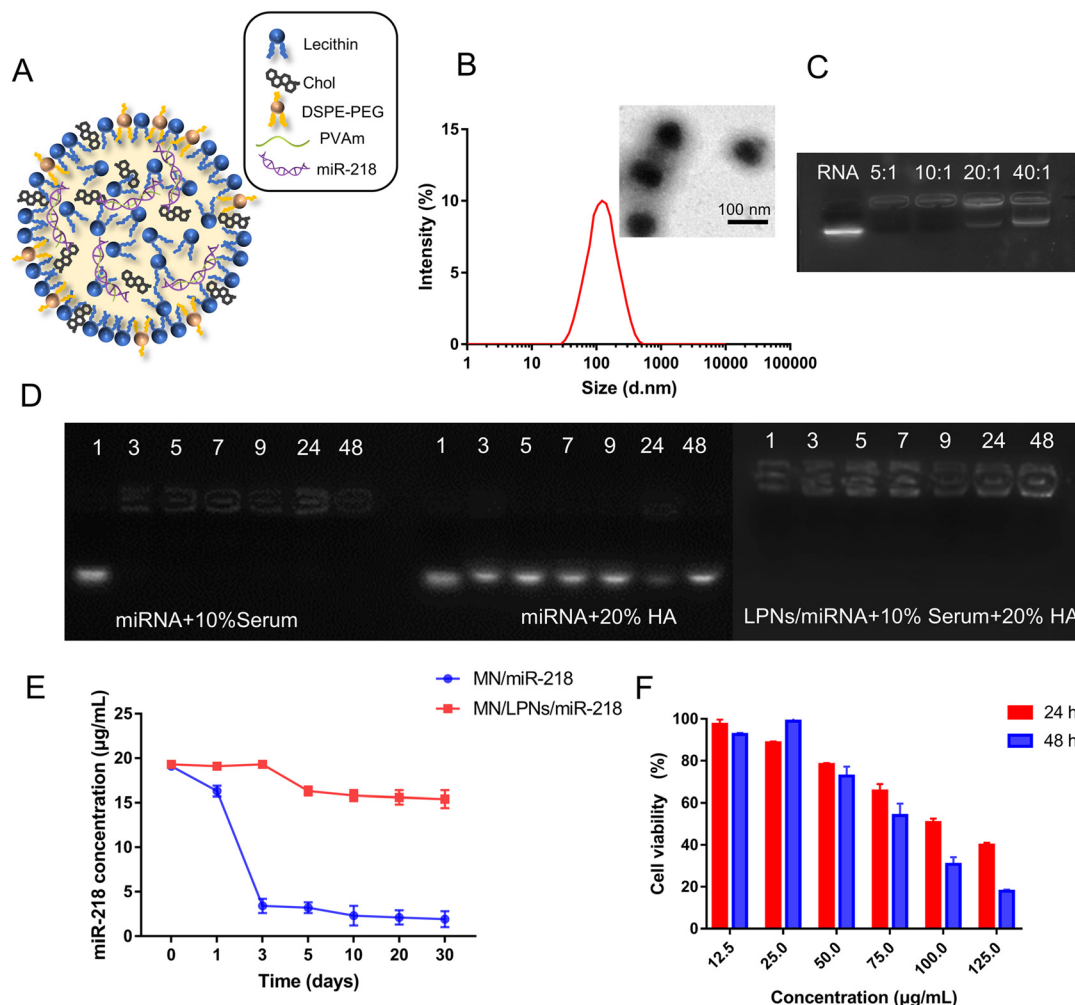 A
Lecithin
Chol
DSPE-PEG
PVAm
miR-218
B
Intensity (%)
15
10
5
0
1 10 100 1000 10000 100000
Size (d.nm)
100 nm
C
RNA 5:1 10:1 20:1 40:1
D
1 3 5 7 9 24 48
miRNA+10%Serum
1 3 5 7 9 24 48
miRNA+20% HA
1 3 5 7 9 24 48
LPNs/miRNA+10% Serum+20% HA
E
MN/miR-218
MN/LPNs/miR-218
miR-218 concentration (μg/mL)
25
20
15
10
5
0
0 1 3 5 10 20 30
Time (days)
F
24 h
48 h
Cell viability (%)
100
80
60
40
20
0
12.5 25.0 50.0 75.0 100.0 125.0
Concentration (μg/mL)